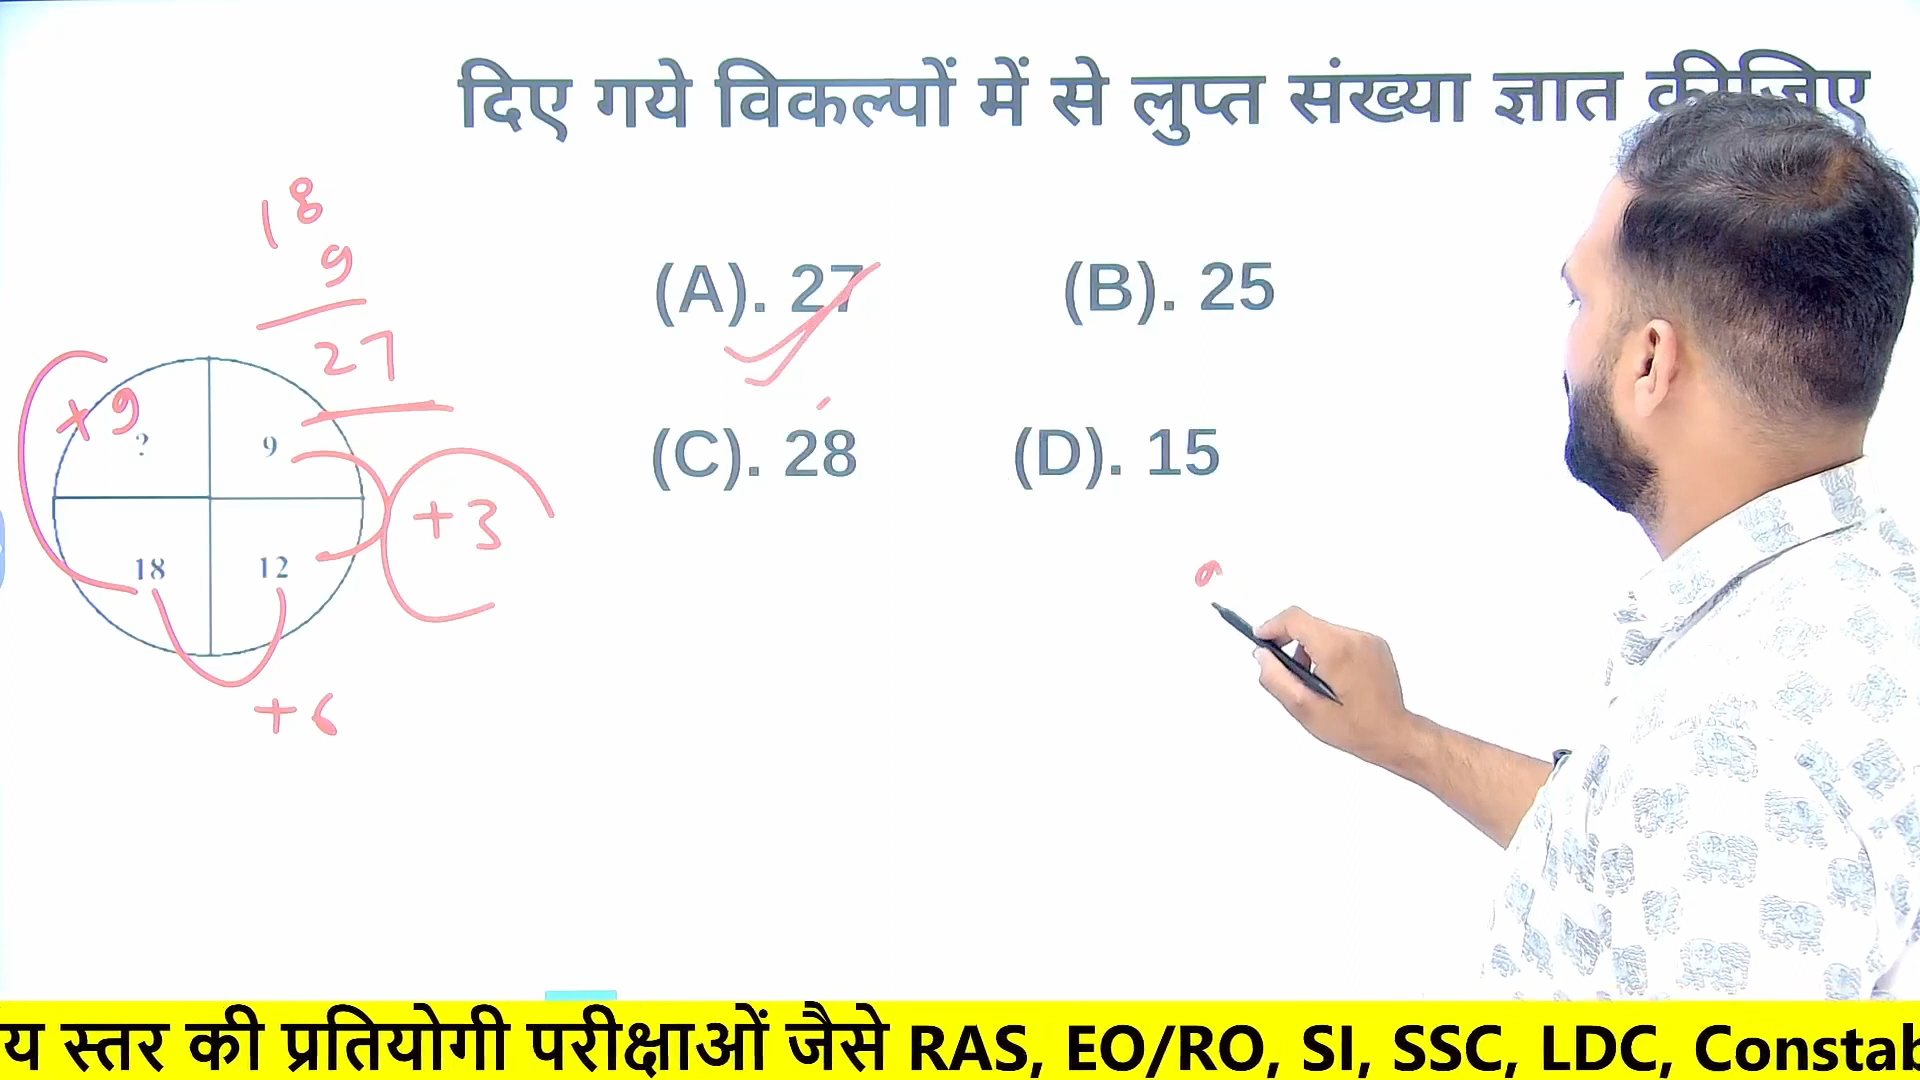 दिए गये विकल्पों में से लुप्त संख्या ज्ञात कीजिए
18
9
27
(A). 27
(B). 25
+9
?
9
(C). 28
(D). 15
+3
18
12
+6
य स्तर की प्रतियोगी परीक्षाओं जैसे RAS, EO/RO, SI, SSC, LDC, Constab